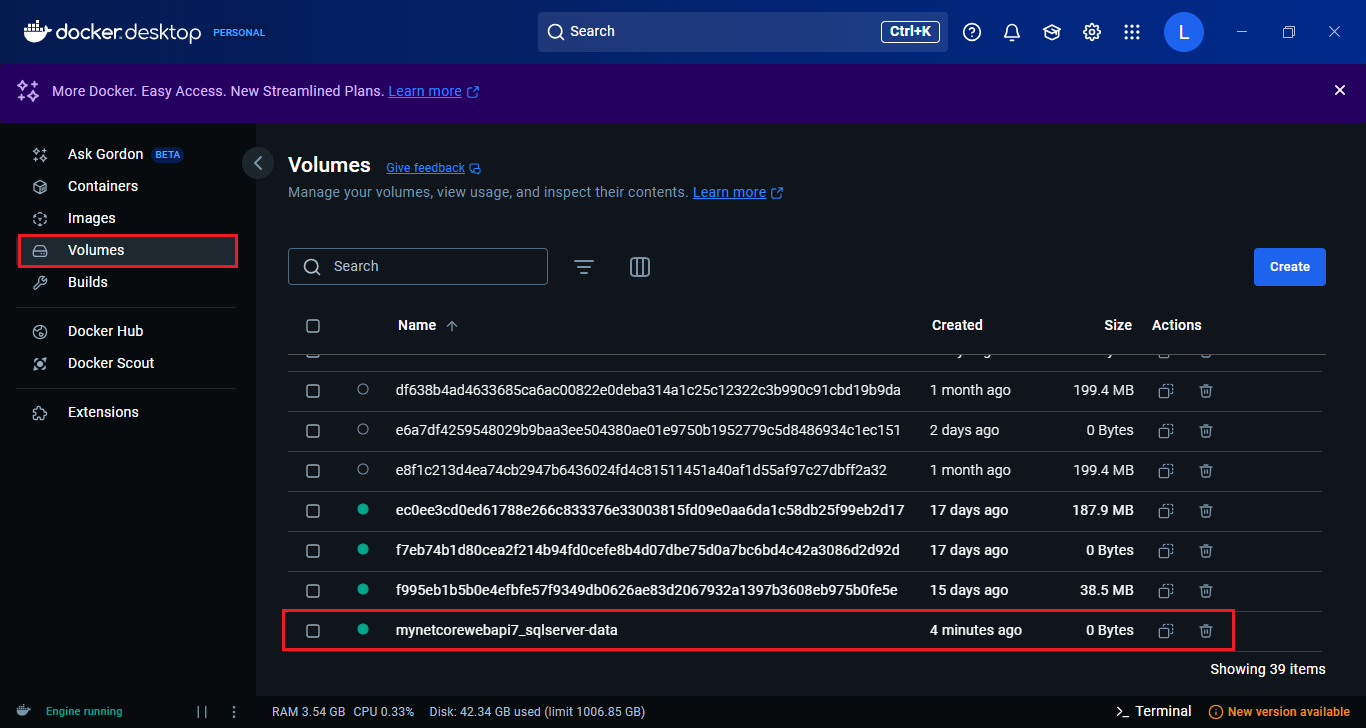 docker.desktop PERSONAL Search Ctrl+K L
More Docker. Easy Access. New Streamlined Plans. Learn more
Ask Gordon BETA
Containers
Images
Volumes
Builds
Docker Hub
Docker Scout
Extensions
Volumes Give feedback
Manage your volumes, view usage, and inspect their contents. Learn more
Search
Create
Name Created Size Actions
df638b4ad4633685ca6ac00822e0deba314a1c25c12322c3b990c91cbd19b9da 1 month ago 199.4 MB
e6a7df4259548029b9baa3ee504380ae01e9750b1952779c5d8486934c1ec151 2 days ago 0 Bytes
e8f1c213d4ea74cb2947b6436024fd4c81511451a40af1d55af97c27dbff2a32 1 month ago 199.4 MB
ec0ee3cd0ed61788e266c833376e33003815fd09e0aa6da1c58db25f99eb2d17 17 days ago 187.9 MB
f7eb74b1d80cea2f214b94fd0cefe8b4d07dbe75d0a7bc6bd4c42a3086d2d92d 17 days ago 0 Bytes
f995eb1b5b0e4efbfe57f9349db0626ae83d2067932a1397b3608eb975b0fe5e 15 days ago 38.5 MB
mynetcorewebapi7_sqlserver-data 4 minutes ago 0 Bytes
Showing 39 items
Engine running RAM 3.54 GB CPU 0.33% Disk: 42.34 GB used (limit 1006.85 GB) Terminal New version available